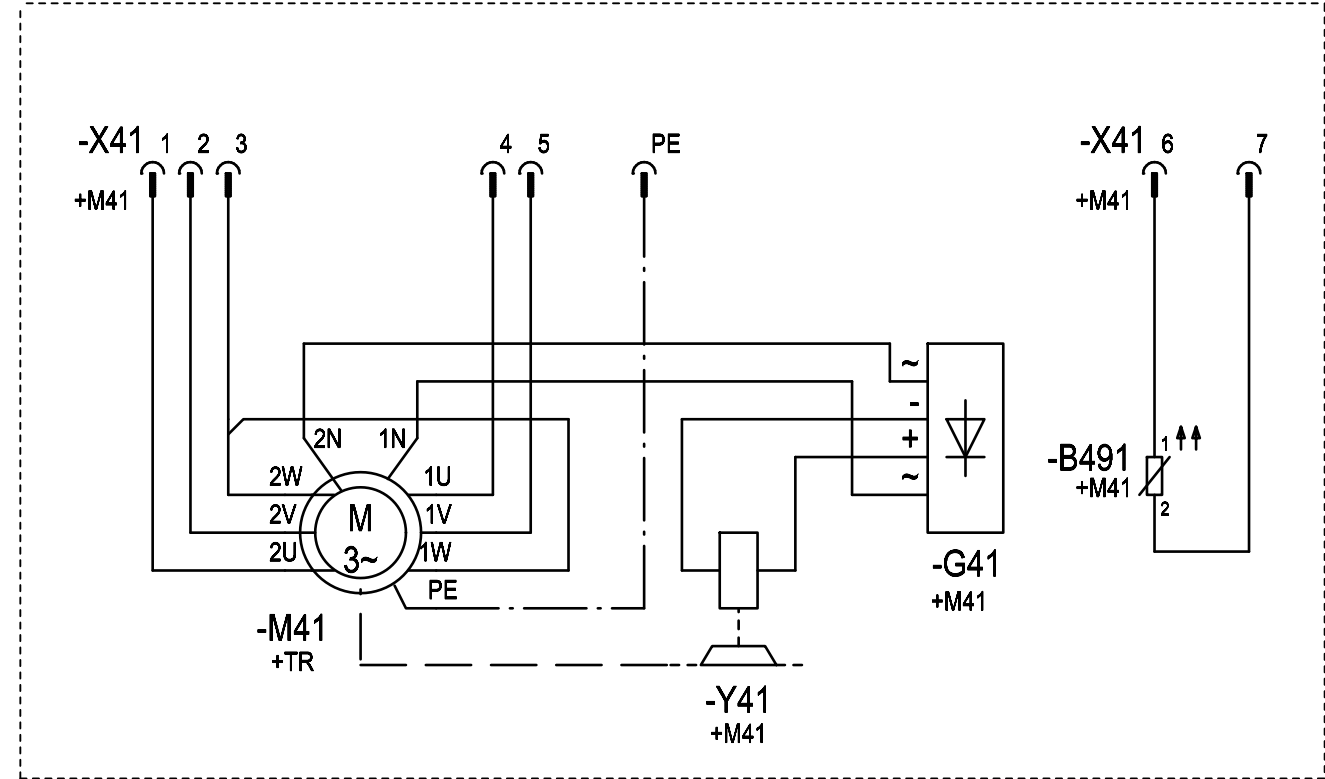 -X41 1 2 3 4 5 PE -X41 6 7
+M41 +M41
~
-
2N 1N +
2W 1U ~
-B491 1
+M41
2V M 1V 2
2U 3~ 1W
PE
-G41
+M41
-M41
+TR
-Y41
+M41